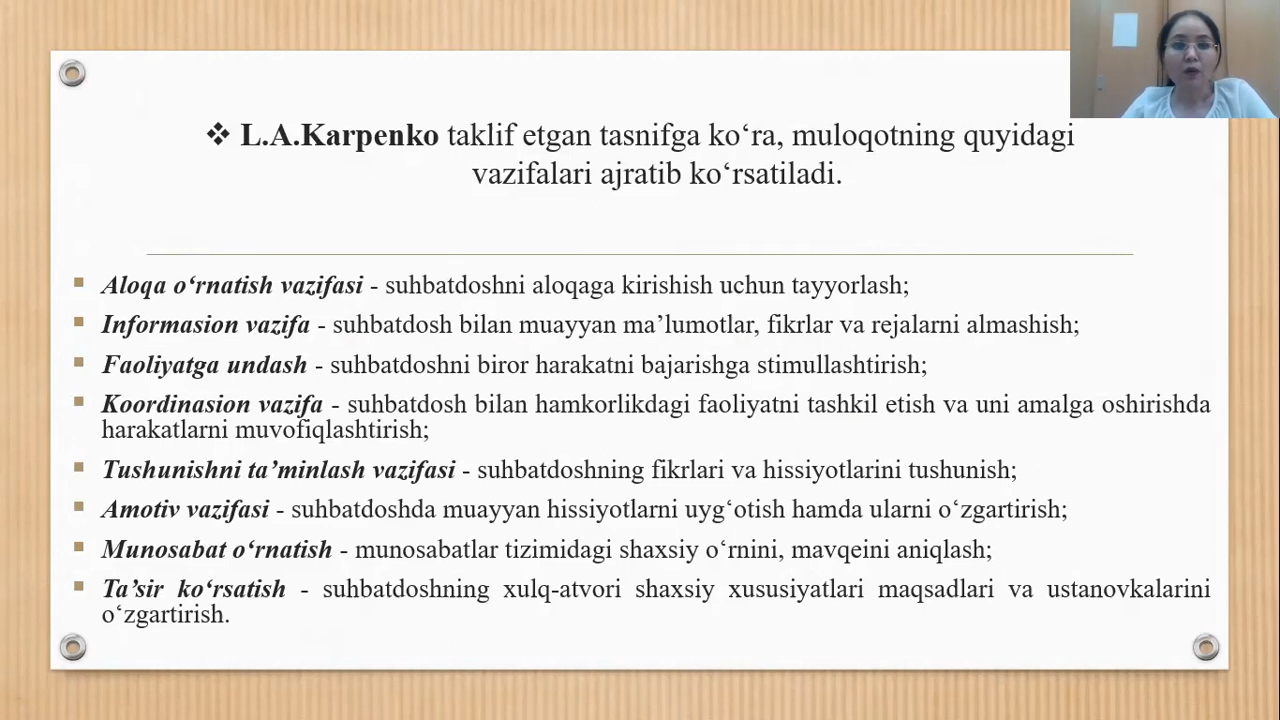 ❖ L.A.Karpenko taklif etgan tasnifga ko‘ra, muloqotning quyidagi
vazifalari ajratib ko‘rsatiladi.
▪ Aloqa o‘rnatish vazifasi - suhbatdoshni aloqaga kirishish uchun tayyorlash;
▪ Informasion vazifa - suhbatdosh bilan muayyan ma’lumotlar, fikrlar va rejalarni almashish;
▪ Faoliyatga undash - suhbatdoshni biror harakatni bajarishga stimullashtirish;
▪ Koordinasion vazifa - suhbatdosh bilan hamkorlikdagi faoliyatni tashkil etish va uni amalga oshirishda
harakatlarni muvofiqlashtirish;
▪ Tushunishni ta’minlash vazifasi - suhbatdoshning fikrlari va hissiyotlarini tushunish;
▪ Amotiv vazifasi - suhbatdoshda muayyan hissiyotlarni uyg‘otish hamda ularni o‘zgartirish;
▪ Munosabat o‘rnatish - munosabatlar tizimidagi shaxsiy o‘rnini, mavqeini aniqlash;
▪ Ta’sir ko‘rsatish - suhbatdoshning xulq-atvori shaxsiy xususiyatlari maqsadlari va ustanovkalarini
o‘zgartirish.